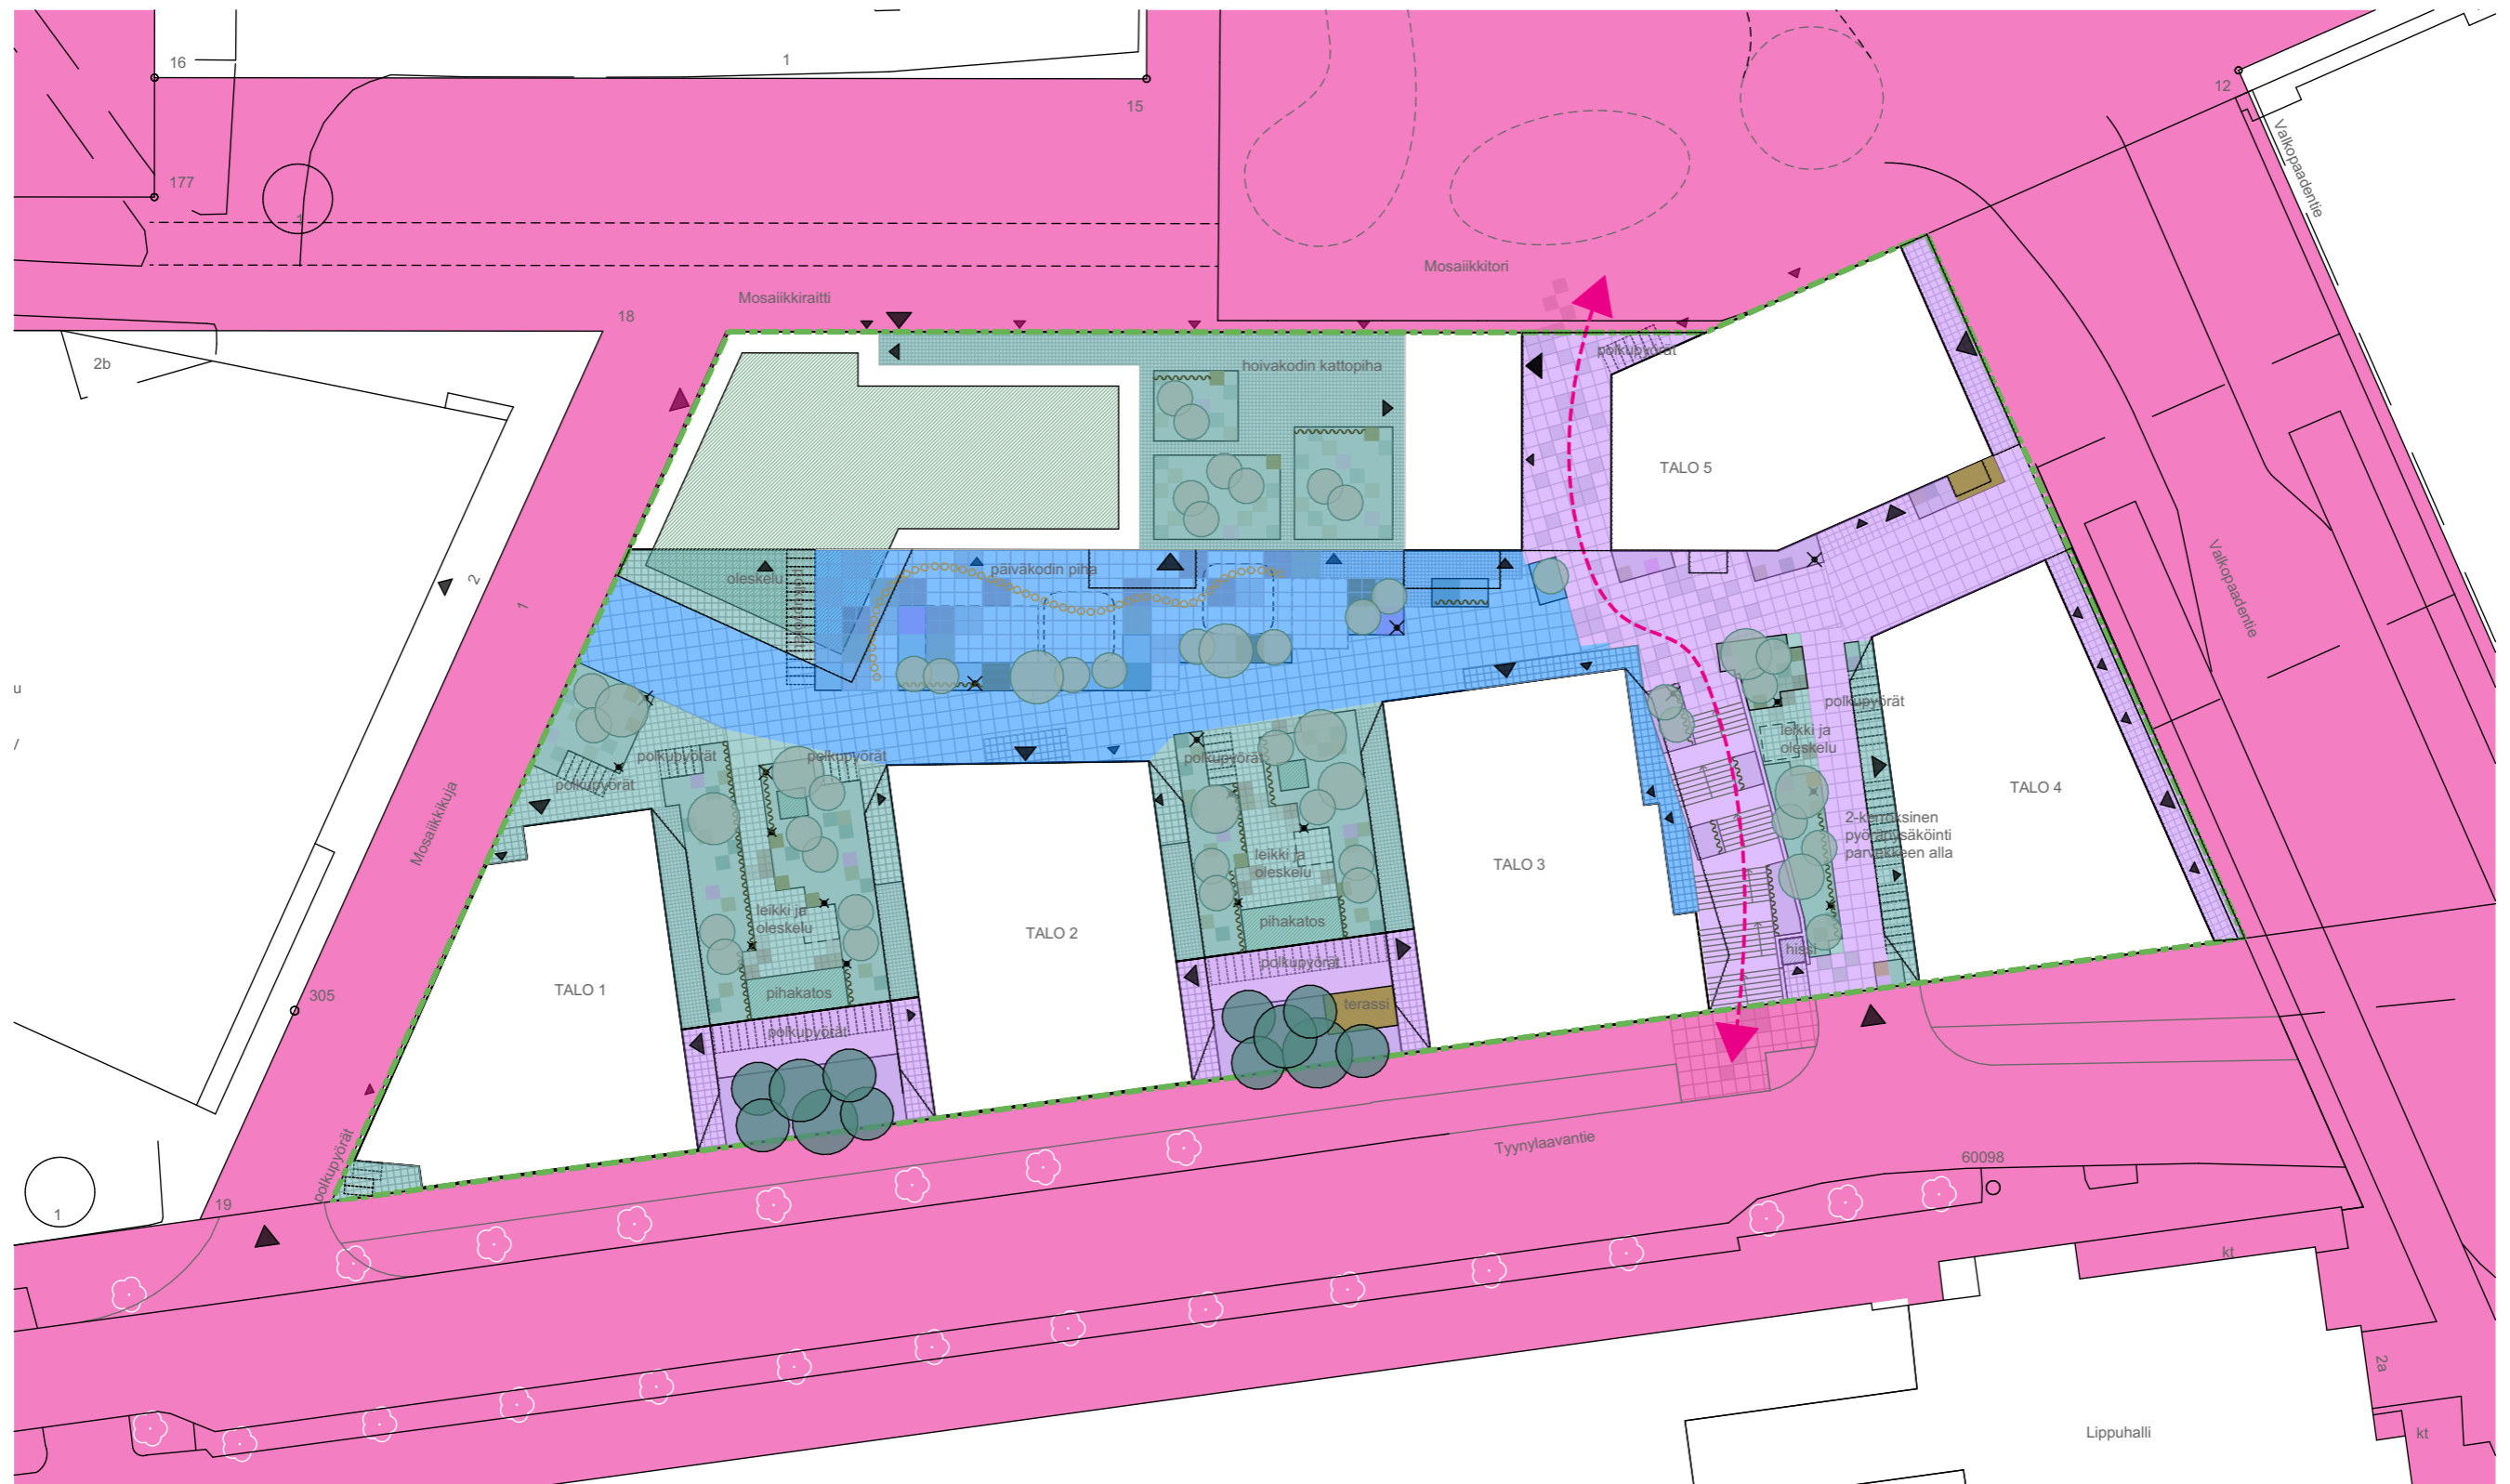 16
1
15
12
Valkopaadentie
177
1
Mosaiikkitori
Mosaiikkiraitti
18
polkupyörät
2b
hoivakodin kattopiha
TALO 5
Valkopaadentie
päiväkodin piha
oleskelu
polkupyörät
2
1
u
/
polkupyörät
leikki ja
oleskelu
polkupyörät
polkupyörät
polkupyörät
polkupyörät
TALO 4
Mosaiikkikuja
2-kerroksinen
pyöräpysäköinti
parvekkeen alla
leikki ja
oleskelu
TALO 3
leikki ja
oleskelu
pihakatos
TALO 2
hissi
polkupyörät
TALO 1
pihakatos
305
terassi
polkupyörät
Tyynylaavantie
polkupyörät
60098
19
1
kt
2a
Lippuhalli
kt